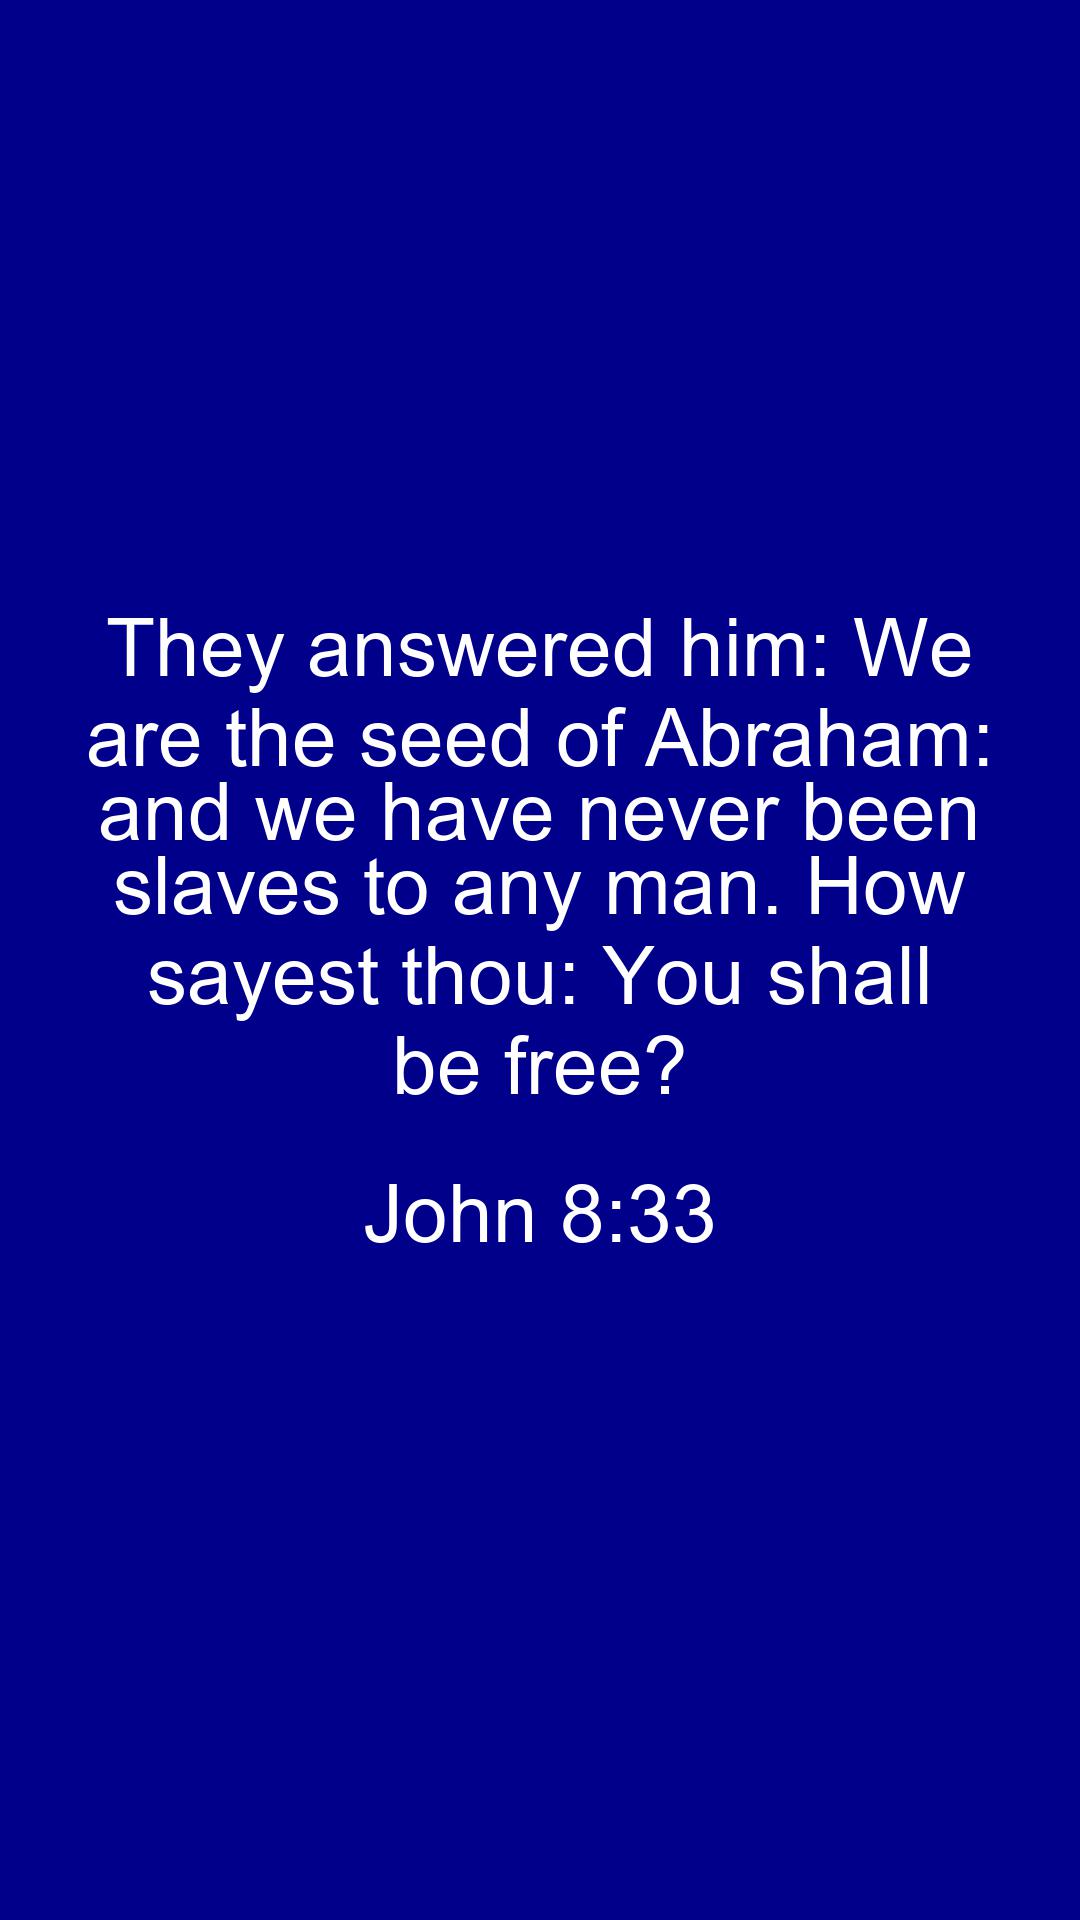 They answered him: We
are the seed of Abraham:
and we have never been
slaves to any man. How
sayest thou: You shall
be free?
John 8:33